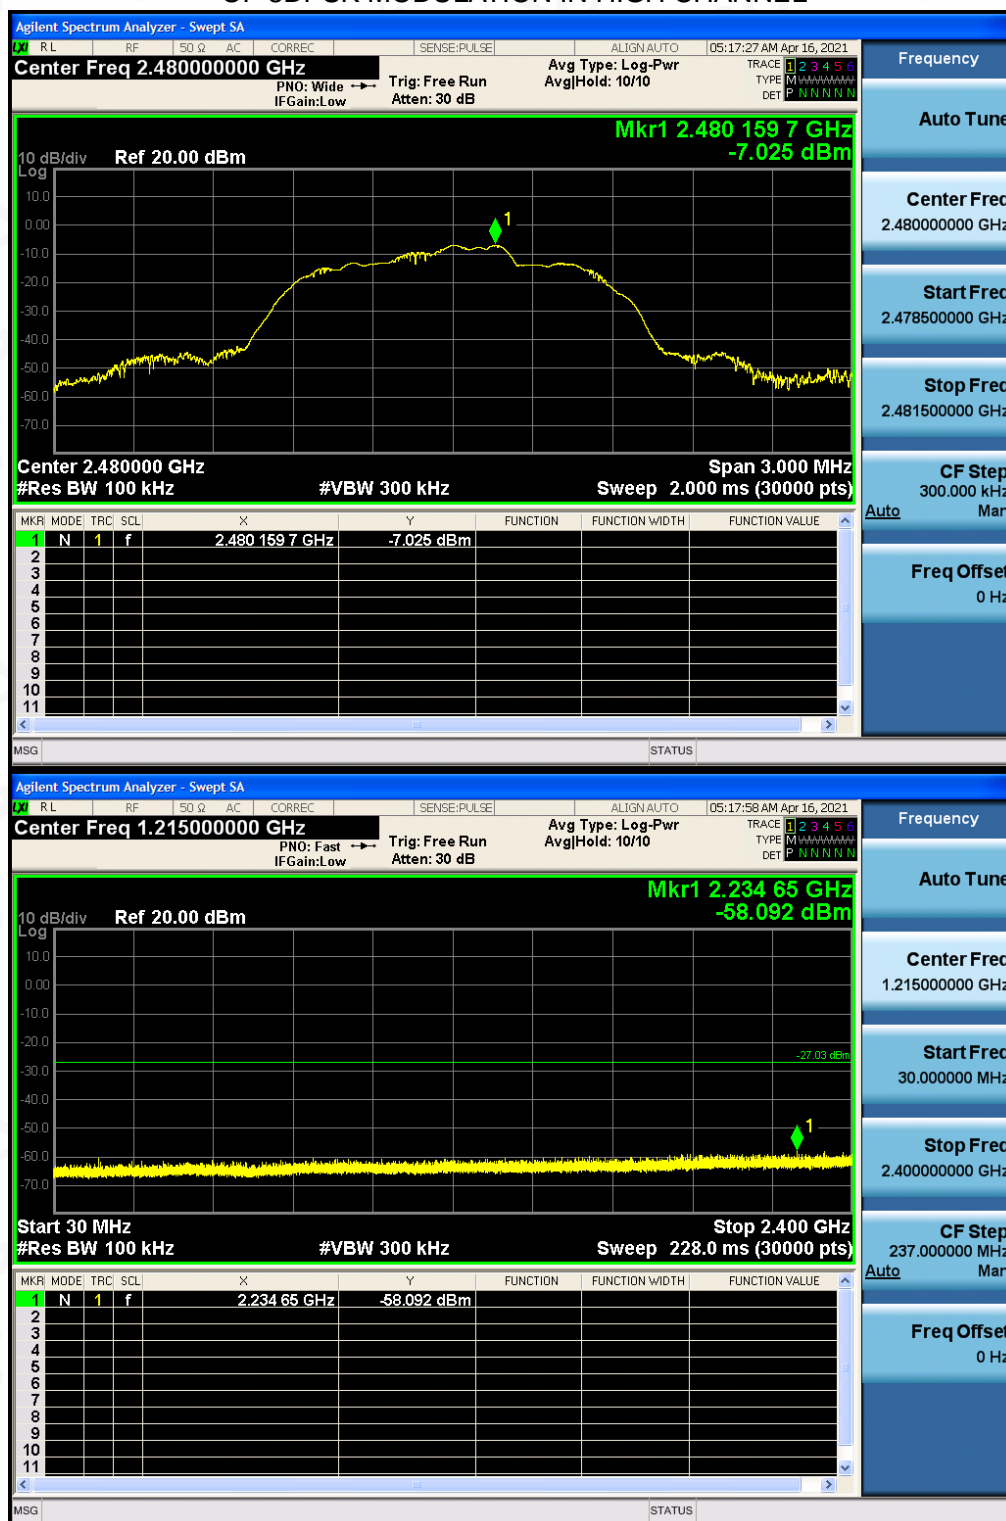 OF 8DPSK MODULATION IN HIGH CHANNEL
Agilent Spectrum Analyzer - Swept SA
LXI RL RF 50 Ω AC CORREC SENSE:PULSE ALIGN AUTO 05:17:27 AM Apr 16, 2021
Center Freq 2.480000000 GHz
PNO: Wide
IFGain:Low
Trig: Free Run
Atten: 30 dB
Avg Type: Log-Pwr
Avg|Hold: 10/10
TRACE 1 2 3 4 5 6
TYPE M
DET P N N N N N
Mkr1 2.480 159 7 GHz
-7.025 dBm
10 dB/div Ref 20.00 dBm
Log
10.0
0.00
-10.0
-20.0
-30.0
-40.0
-50.0
-60.0
-70.0
1
Center 2.480000 GHz Span 3.000 MHz
#Res BW 100 kHz #VBW 300 kHz Sweep 2.000 ms (30000 pts)
MKR MODE TRC SCL X Y FUNCTION FUNCTION WIDTH FUNCTION VALUE
1 N 1 f 2.480 159 7 GHz -7.025 dBm
2
3
4
5
6
7
8
9
10
11
MSG STATUS
Frequency
Auto Tune
Center Freq
2.480000000 GHz
Start Freq
2.478500000 GHz
Stop Freq
2.481500000 GHz
CF Step
300.000 kHz
Auto Man
Freq Offset
0 Hz
Agilent Spectrum Analyzer - Swept SA
LXI RL RF 50 Ω AC CORREC SENSE:PULSE ALIGN AUTO 05:17:58 AM Apr 16, 2021
Center Freq 1.215000000 GHz
PNO: Fast
IFGain:Low
Trig: Free Run
Atten: 30 dB
Avg Type: Log-Pwr
Avg|Hold: 10/10
TRACE 1 2 3 4 5 6
TYPE M
DET P N N N N N
Mkr1 2.234 65 GHz
-58.092 dBm
10 dB/div Ref 20.00 dBm
Log
10.0
0.00
-10.0
-20.0
-30.0
-40.0
-50.0
-60.0
-70.0
-27.03 dBm
1
Start 30 MHz Stop 2.400 GHz
#Res BW 100 kHz #VBW 300 kHz Sweep 228.0 ms (30000 pts)
MKR MODE TRC SCL X Y FUNCTION FUNCTION WIDTH FUNCTION VALUE
1 N 1 f 2.234 65 GHz -58.092 dBm
2
3
4
5
6
7
8
9
10
11
MSG STATUS
Frequency
Auto Tune
Center Freq
1.215000000 GHz
Start Freq
30.000000 MHz
Stop Freq
2.400000000 GHz
CF Step
237.000000 MHz
Auto Man
Freq Offset
0 Hz